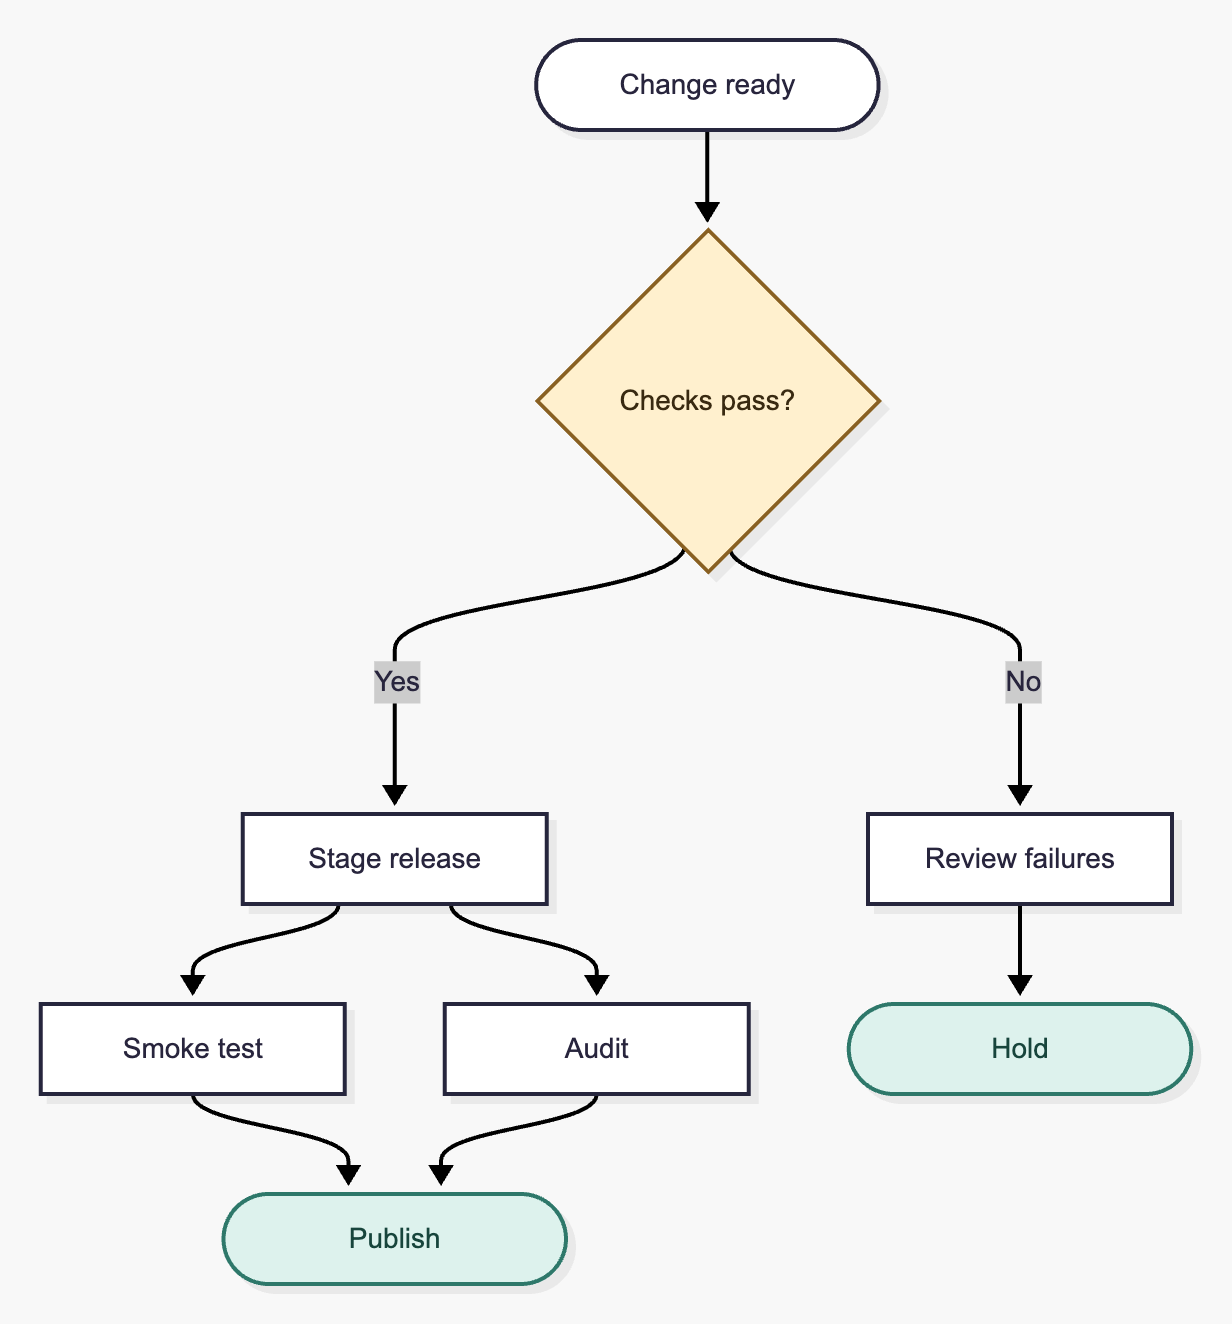 Change ready
Checks pass?
Yes
No
Stage release
Review failures
Smoke test
Audit
Hold
Publish